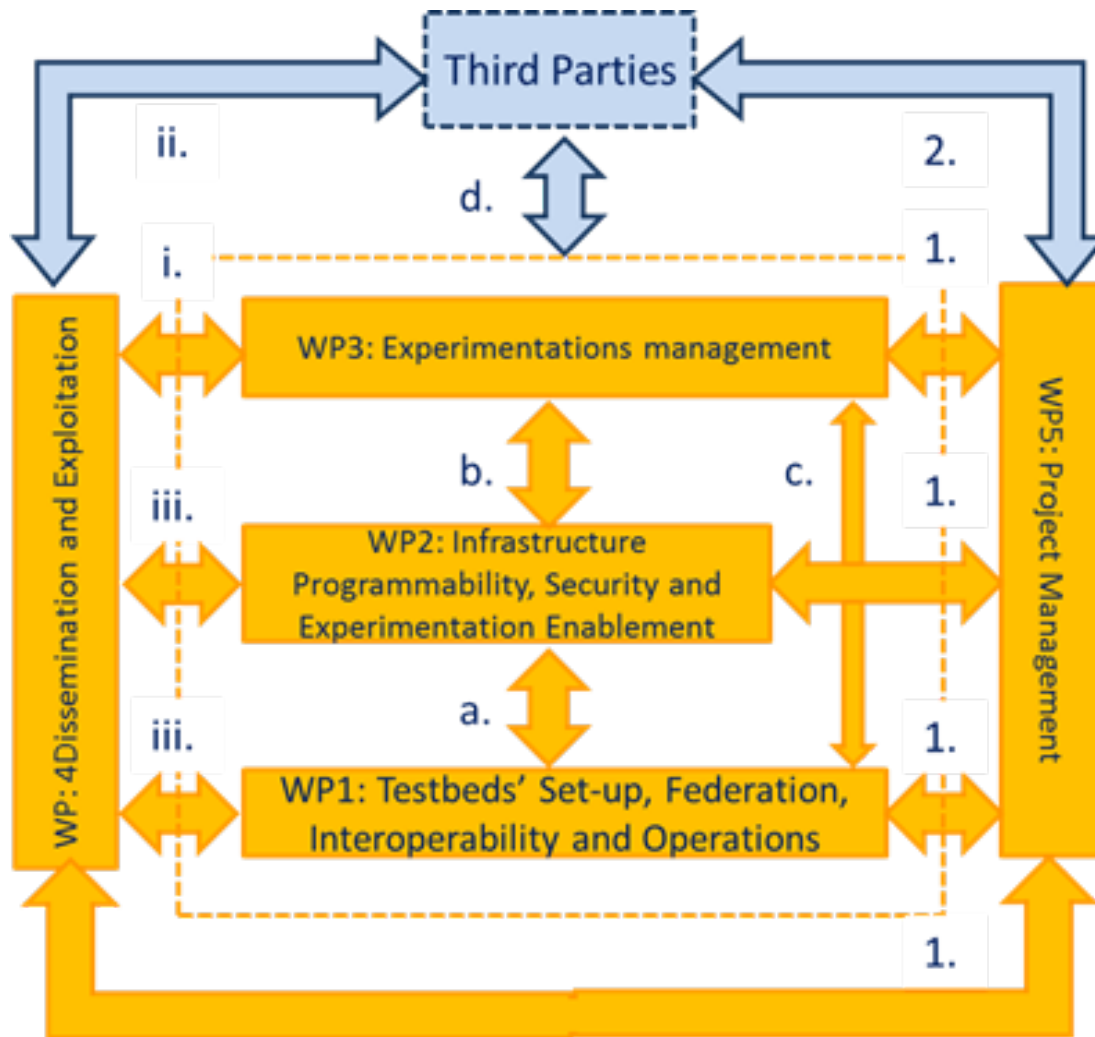 Third Parties
ii.
2.
d.
i.
1.
WP3: Experimentations management
WP: 4Dissemination and Exploitation
WP5: Project Management
b.
c.
iii.
1.
WP2: Infrastructure
Programmability, Security and
Experimentation Enablement
iii.
a.
1.
WP1: Testbeds’ Set-up, Federation,
Interoperability and Operations
1.